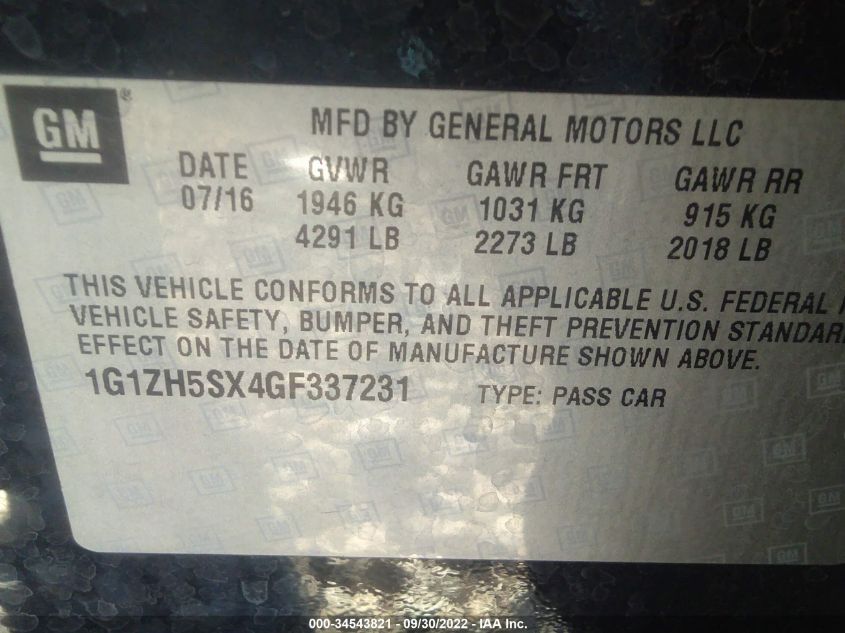 GM
MFD BY GENERAL MOTORS LLC
DATE GVWR GAWR FRT GAWR RR
07/16 1946 KG 1031 KG 915 KG
4291 LB 2273 LB 2018 LB
THIS VEHICLE CONFORMS TO ALL APPLICABLE U.S. FEDERAL
VEHICLE SAFETY, BUMPER, AND THEFT PREVENTION STANDAR
EFFECT ON THE DATE OF MANUFACTURE SHOWN ABOVE.
1G1ZH5SX4GF337231 TYPE: PASS CAR
000-34543821 - 09/30/2022 - IAA Inc.